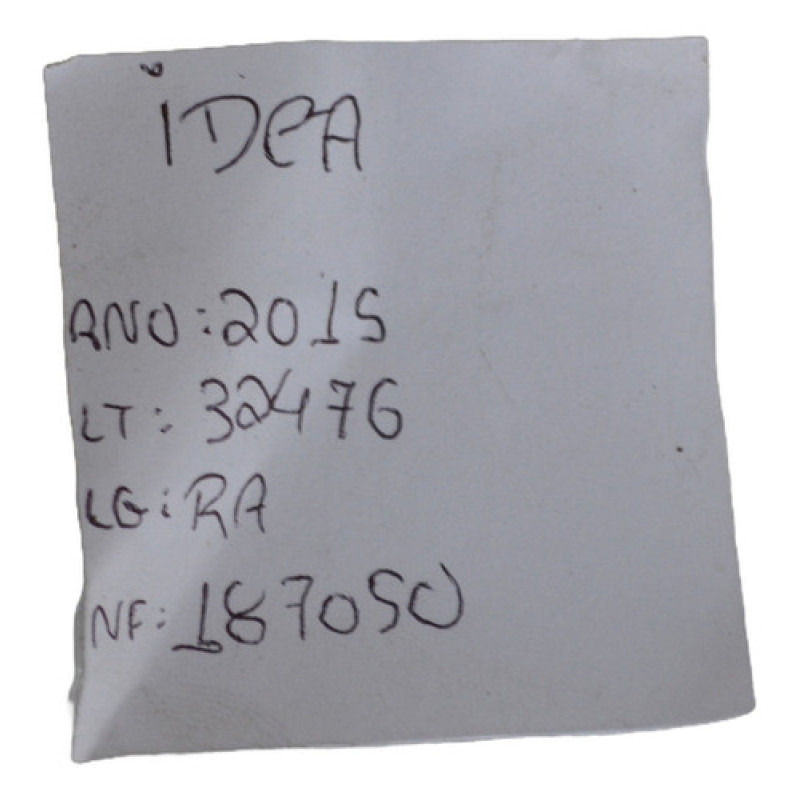 iDEA
ANO: 2015
LT: 32476
LG: RA
NF: 187050